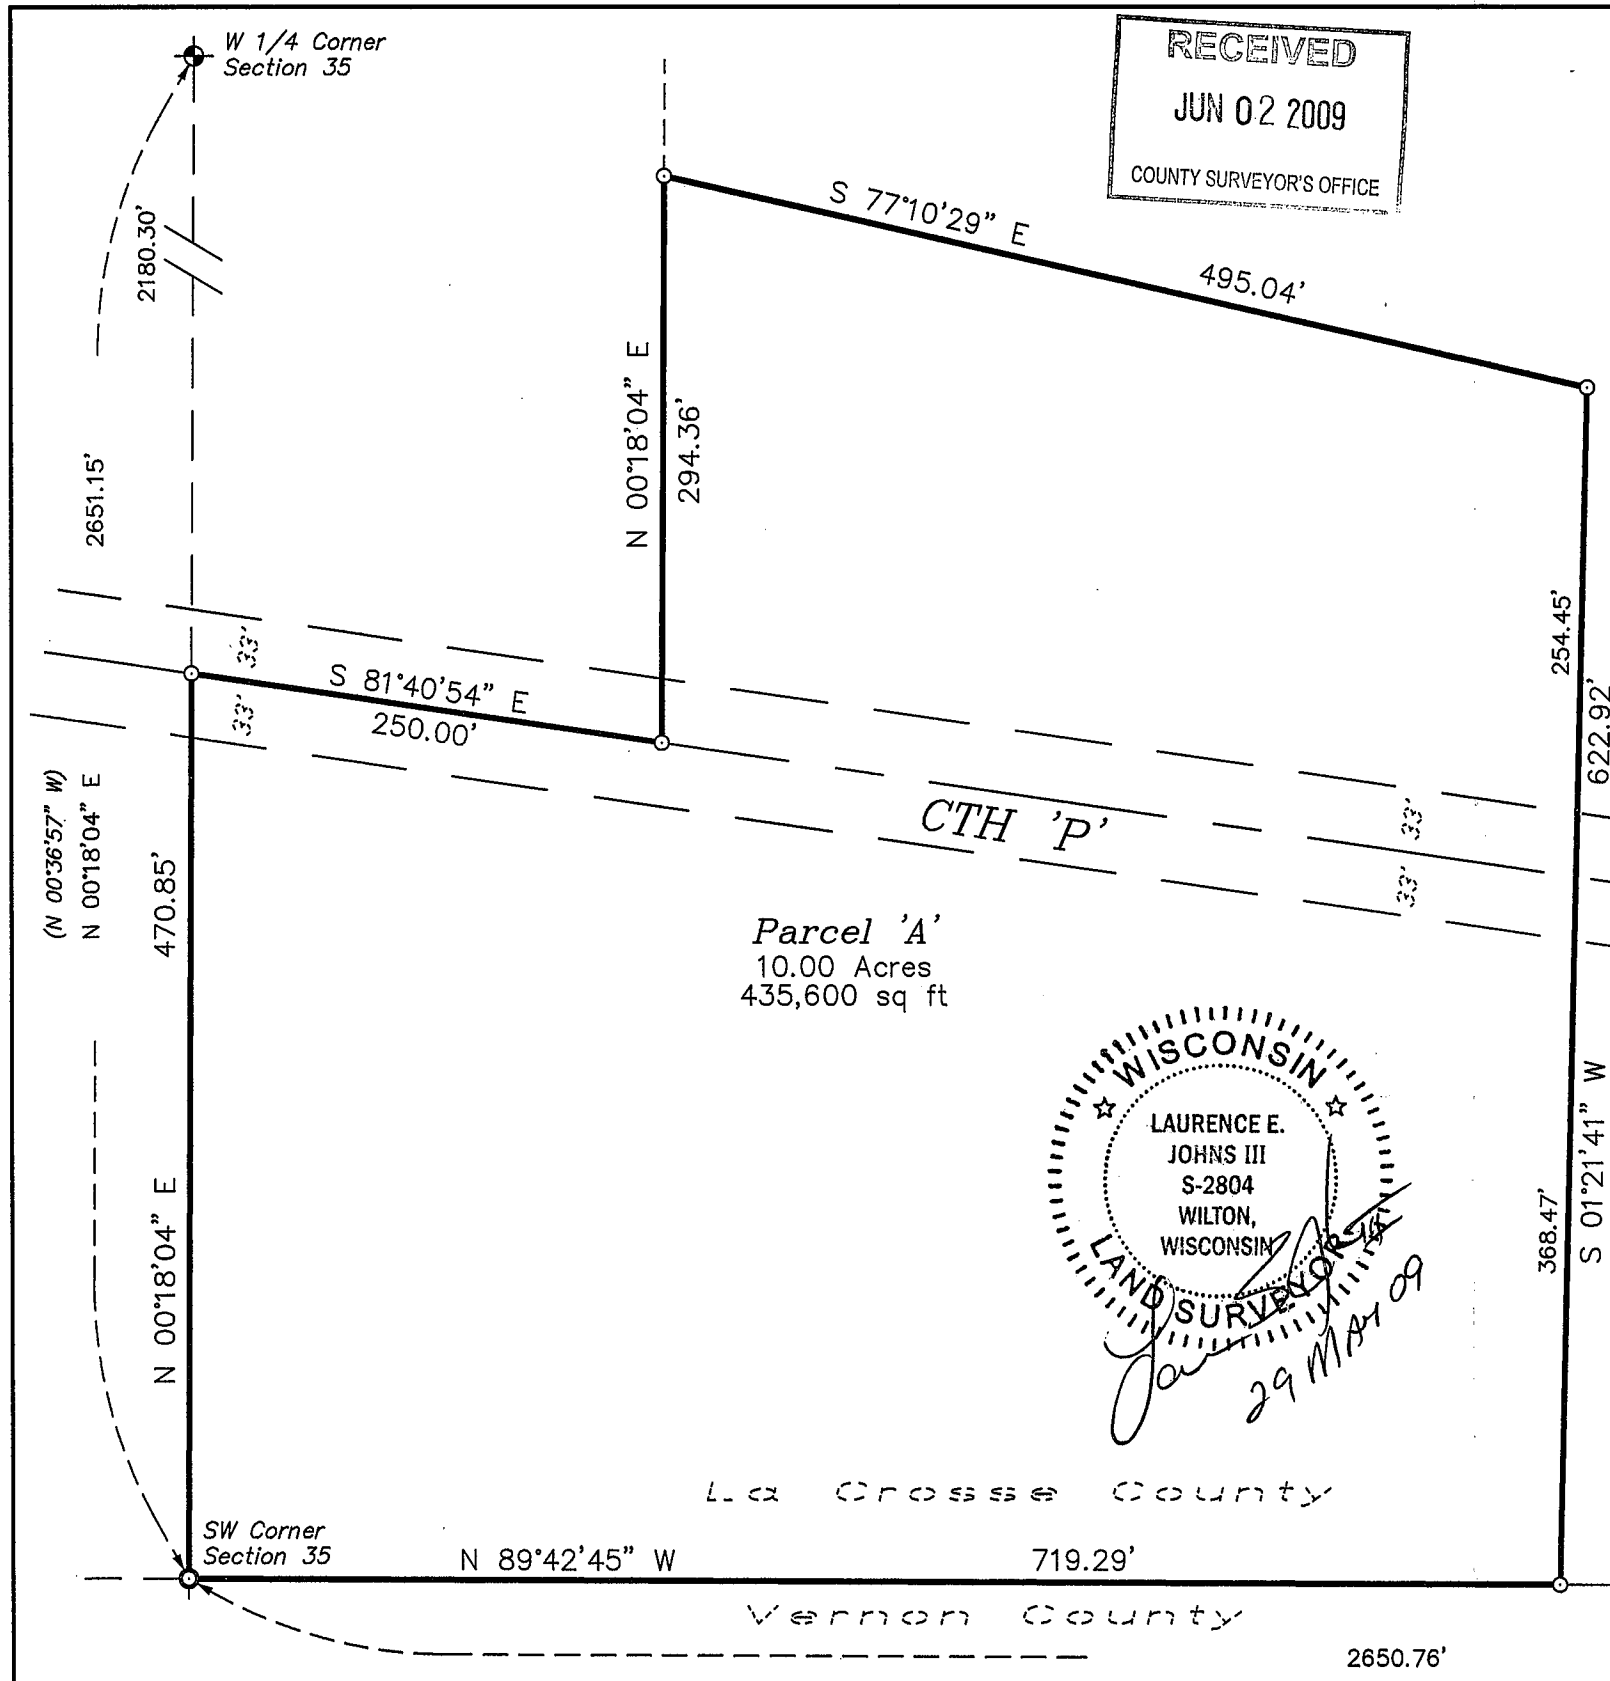 W 1/4 Corner
Section 35
RECEIVED
JUN 02 2009
COUNTY SURVEYOR'S OFFICE
2180.30'
2651.15'
S 77°10'29" E
495.04'
N 00°18'04" E
294.36'
33'
33'
S 81°40'54" E
250.00'
254.45'
622.92'
(N 00°36'57" W)
N 00°18'04" E
470.85'
CTH 'P'
33'
33'
Parcel 'A'
10.00 Acres
435,600 sq ft
WISCONSIN
LAURENCE E.
JOHNS III
S-2804
WILTON,
WISCONSIN
LAND SURVEYOR
29 MAY 09
N 00°18'04" E
368.47'
S 01°21'41" W
La Crosse County
SW Corner
Section 35
N 89°42'45" W
719.29'
Vernon County
2650.76'